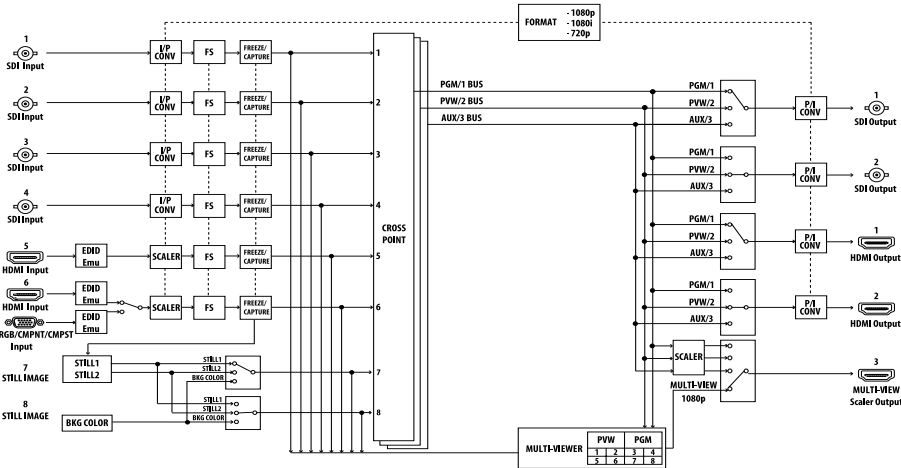 FORMAT
- 1080p
- 1080i
- 720p
1
SDI Input
I/P CONV
FS
FREEZE/CAPTURE
1
2
SDI Input
I/P CONV
FS
FREEZE/CAPTURE
2
3
SDI Input
I/P CONV
FS
FREEZE/CAPTURE
3
4
SDI Input
I/P CONV
FS
FREEZE/CAPTURE
4
5
HDMI Input
EDID Emu
SCALER
FS
FREEZE/CAPTURE
5
6
HDMI Input
EDID Emu
SCALER
FS
FREEZE/CAPTURE
6
RGB/CMPNT/CMPST Input
EDID Emu
7
STILL IMAGE
STILL1
STILL2
STILL1
STILL2
BKG COLOR
7
8
STILL IMAGE
BKG COLOR
STILL1
STILL2
BKG COLOR
8
CROSS POINT
PGM/1 BUS
PVW/2 BUS
AUX/3 BUS
PGM/1
PVW/2
AUX/3
P/I CONV
1
SDI Output
PGM/1
PVW/2
AUX/3
P/I CONV
2
SDI Output
PGM/1
PVW/2
AUX/3
P/I CONV
1
HDMI Output
PGM/1
PVW/2
AUX/3
P/I CONV
2
HDMI Output
SCALER
MULTI-VIEW
1080p
3
MULTI-VIEW
Scaler Output
MULTI-VIEWER
PVW PGM
1 2 3 4
5 6 7 8